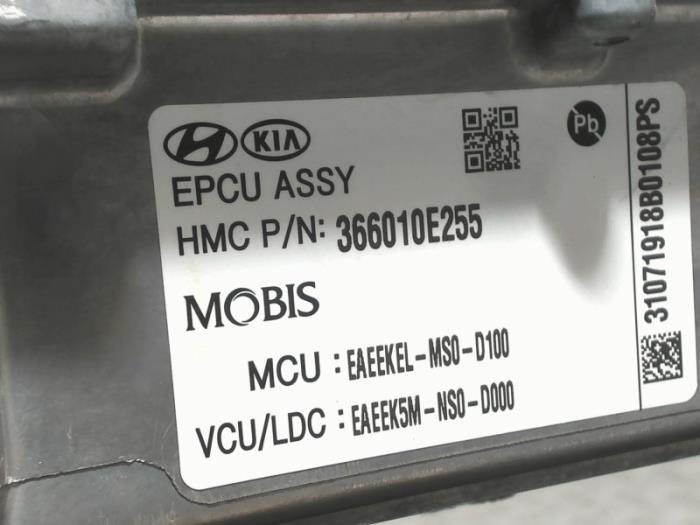 KIA
Pb
EPCU ASSY
HMC P/N: 366010E255
MOBIS
MCU : EAEEKEL-MS0-D100
VCU/LDC : EAEEK5M-NS0-D000
31071918B0108PS